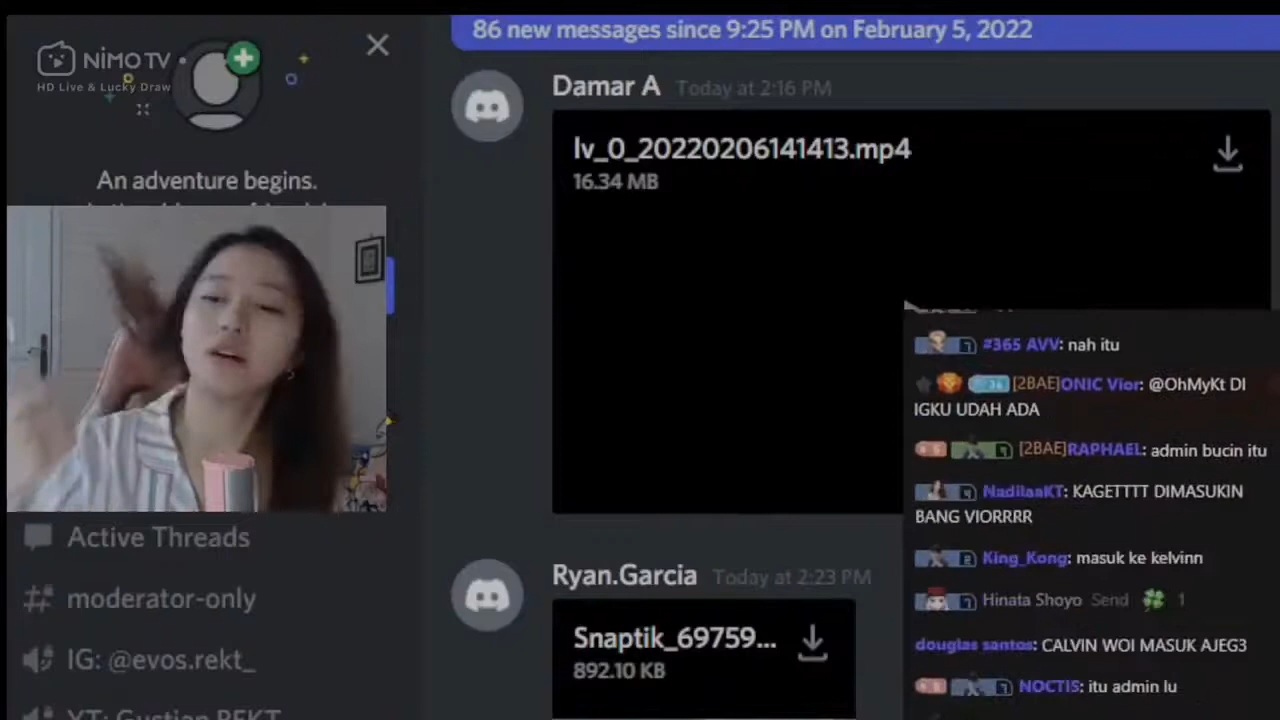 NIMO TV
HD Live & Lucky Draw
An adventure begins.
Active Threads
moderator-only
IG: @evos.rekt_
YT: Gustian REKT
86 new messages since 9:25 PM on February 5, 2022
Damar A Today at 2:16 PM
lv_0_20220206141413.mp4
16.34 MB
Ryan.Garcia Today at 2:23 PM
Snaptik_69759...
892.10 KB
#365 AVV: nah itu
[2BAE]ONIC Vior: @OhMyKt DI
IGKU UDAH ADA
[2BAE]RAPHAEL: admin bucin itu
NadilaaKT: KAGETTTT DIMASUKIN
BANG VIORRRR
King_Kong: masuk ke kelvinn
Hinata Shoyo Send 1
douglas santos: CALVIN WOI MASUK AJEG3
NOCTIS: itu admin lu